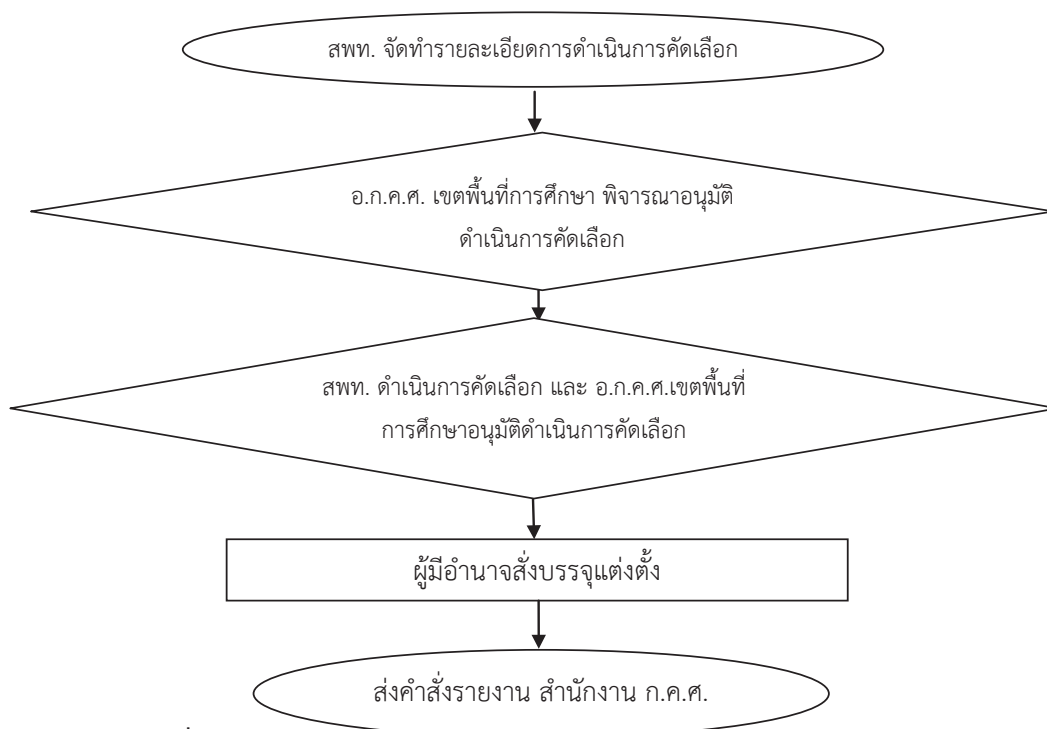 สพท. จัดทำรายละเอียดการดำเนินการคัดเลือก
อ.ก.ค.ศ. เขตพื้นที่การศึกษา พิจารณาอนุมัติ
ดำเนินการคัดเลือก
สพท. ดำเนินการคัดเลือก และ อ.ก.ค.ศ.เขตพื้นที่
การศึกษาอนุมัติดำเนินการคัดเลือก
ผู้มีอำนาจสั่งบรรจุแต่งตั้ง
ส่งคำสั่งรายงาน สำนักงาน ก.ค.ศ.